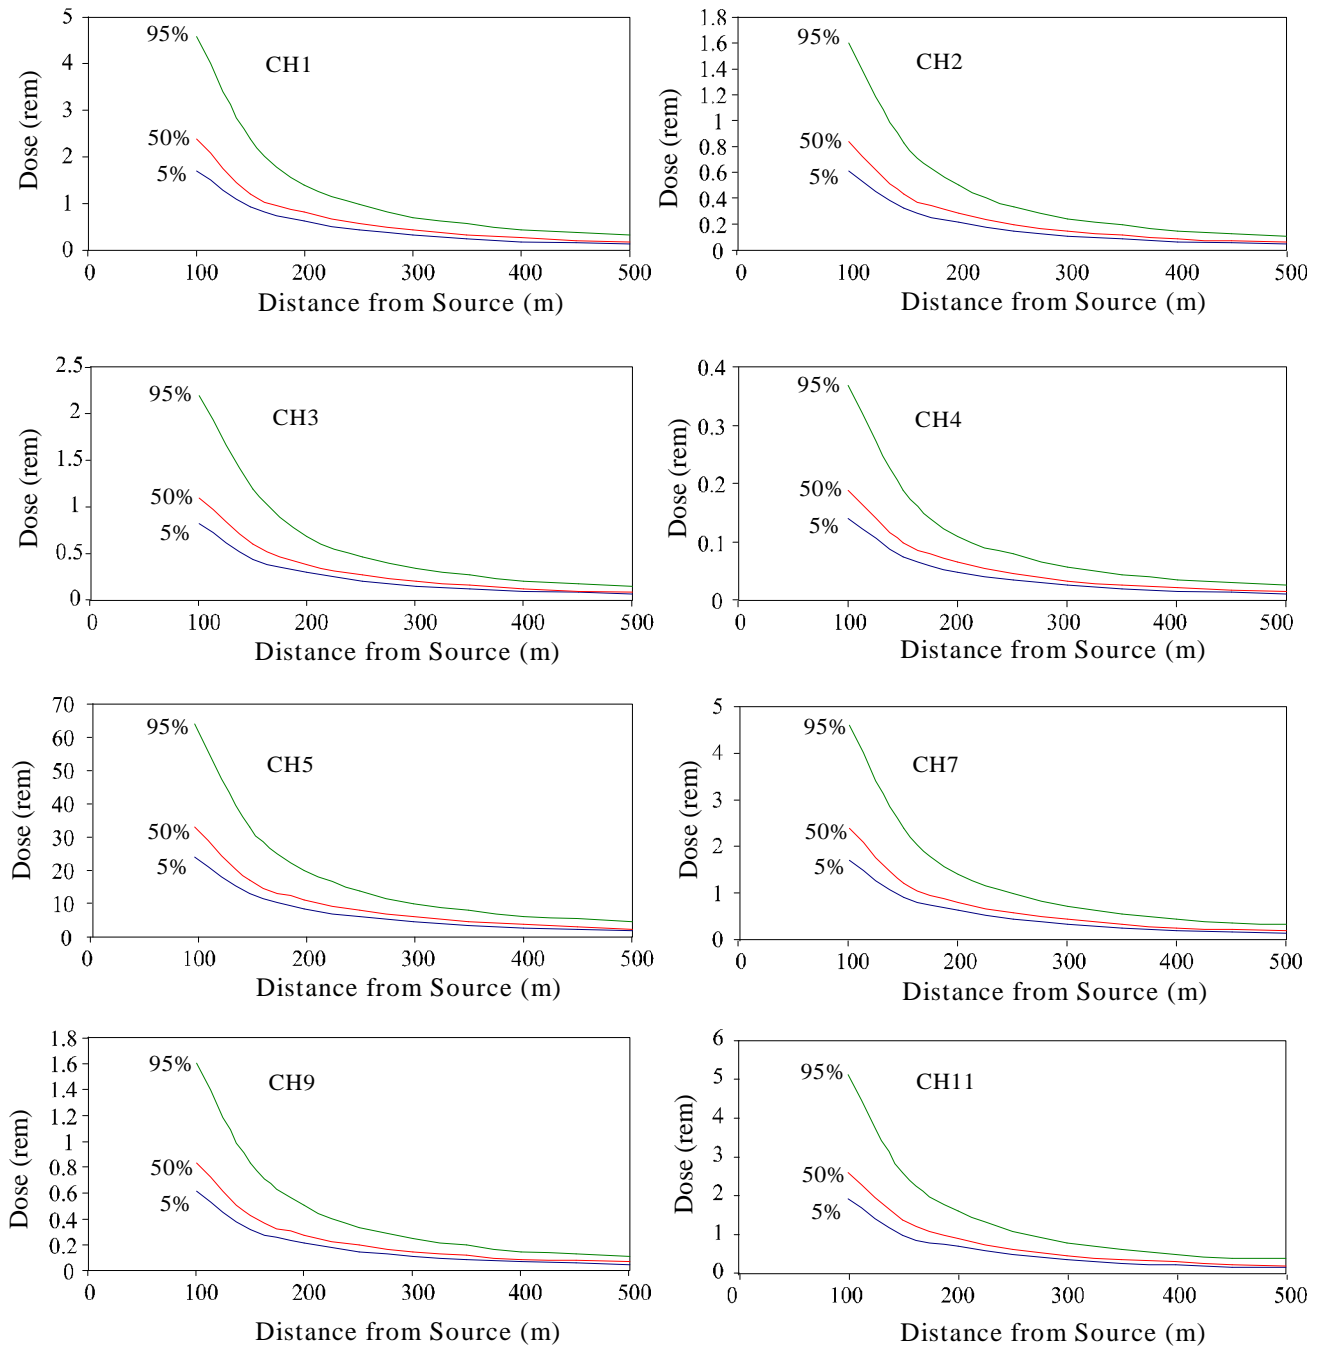 5
4
3
2
1
0
Dose (rem)
95%
50%
5%
CH1
0 100 200 300 400 500
Distance from Source (m)
1.8
1.6
1.4
1.2
1
0.8
0.6
0.4
0.2
0
Dose (rem)
95%
50%
5%
CH2
0 100 200 300 400 500
Distance from Source (m)
2.5
2
1.5
1
0.5
0
Dose (rem)
95%
50%
5%
CH3
0 100 200 300 400 500
Distance from Source (m)
0.4
0.3
0.2
0.1
0
Dose (rem)
95%
50%
5%
CH4
0 100 200 300 400 500
Distance from Source (m)
70
60
50
40
30
20
10
0
Dose (rem)
95%
50%
5%
CH5
0 100 200 300 400 500
Distance from Source (m)
5
4
3
2
1
0
Dose (rem)
95%
50%
5%
CH7
0 100 200 300 400 500
Distance from Source (m)
1.8
1.6
1.4
1.2
1
0.8
0.6
0.4
0.2
0
Dose (rem)
95%
50%
5%
CH9
0 100 200 300 400 500
Distance from Source (m)
6
5
4
3
2
1
0
Dose (rem)
95%
50%
5%
CH11
0 100 200 300 400 500
Distance from Source (m)